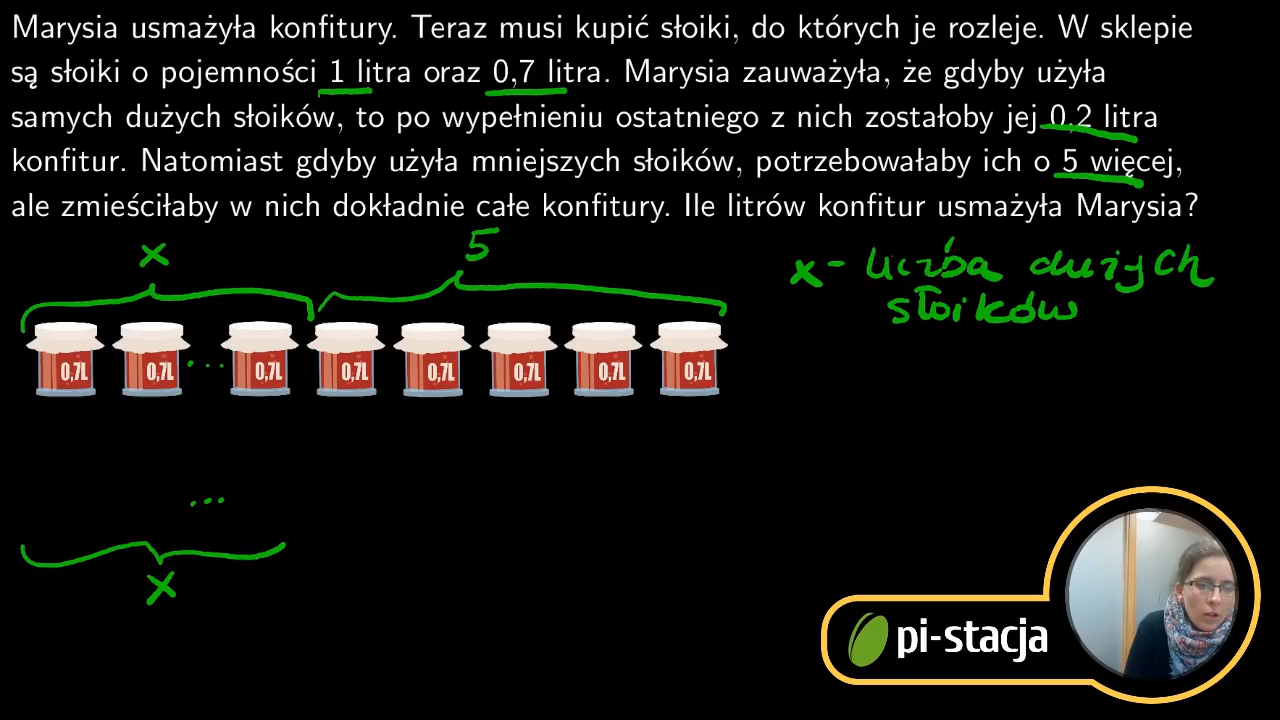 Marysia usmażyła konfitury. Teraz musi kupić słoiki, do których je rozleje. W sklepie
są słoiki o pojemności 1 litra oraz 0,7 litra. Marysia zauważyła, że gdyby użyła
samych dużych słoików, to po wypełnieniu ostatniego z nich zostałoby jej 0,2 litra
konfitur. Natomiast gdyby użyła mniejszych słoików, potrzebowałaby ich o 5 więcej,
ale zmieściłaby w nich dokładnie całe konfitury. Ile litrów konfitur usmażyła Marysia?
x 5
x - liczba dużych
słoików
0,7L 0,7L ... 0,7L 0,7L 0,7L 0,7L 0,7L 0,7L
...
x
pi-stacja